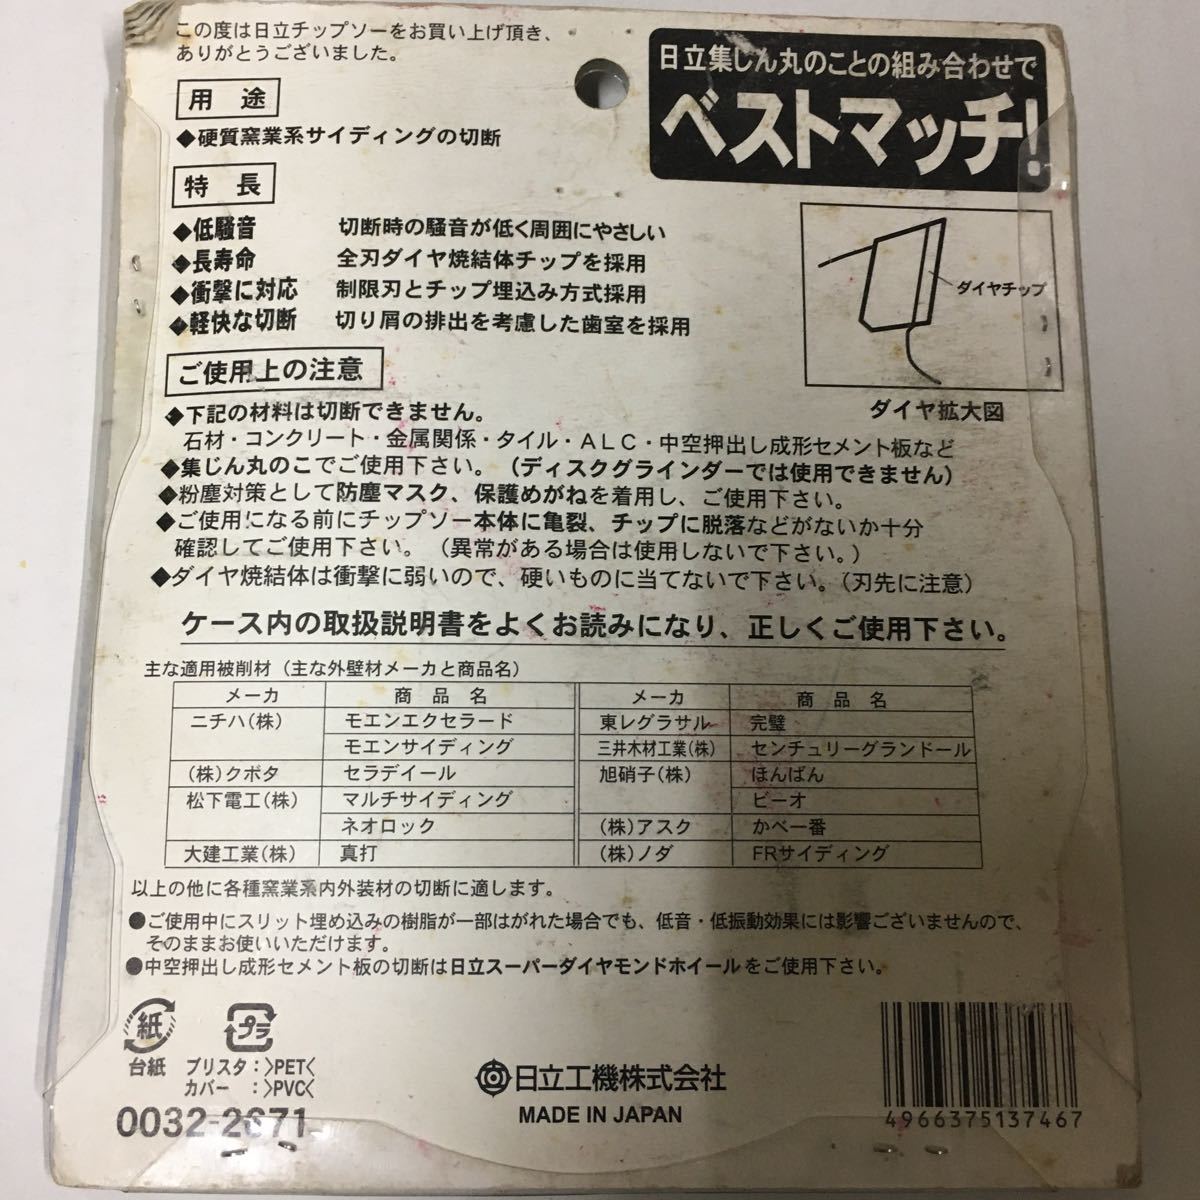 この度は日立チップソーをお買い上げ頂き、
ありがとうございました。
日立集じん丸のことの組み合わせで
ベストマッチ!
用途
◆硬質窯業系サイディングの切断
特長
◆低騒音 切断時の騒音が低く周囲にやさしい
◆長寿命 全刃ダイヤ焼結体チップを採用
◆衝撃に対応 制限刃とチップ埋込み方式採用
◆軽快な切断 切り屑の排出を考慮した歯室を採用
ダイヤチップ
ダイヤ拡大図
ご使用上の注意
◆下記の材料は切断できません。
石材・コンクリート・金属関係・タイル・ALC・中空押出し成形セメント板など
◆集じん丸のこでご使用下さい。（ディスクグラインダーでは使用できません）
◆粉塵対策として防塵マスク、保護めがねを着用し、ご使用下さい。
◆ご使用になる前にチップソー本体に亀裂、チップに脱落などがないか十分
確認してご使用下さい。（異常がある場合は使用しないで下さい。）
◆ダイヤ焼結体は衝撃に弱いので、硬いものに当てないで下さい。（刃先に注意）
ケース内の取扱説明書をよくお読みになり、正しくご使用下さい。
主な適用被削材（主な外壁材メーカと商品名）
メーカ 商品名 メーカ 商品名
ニチハ（株） モエンエクセラード 東レグラサル 完璧
モエンサイディング 三井木材工業（株） センチュリーグランドール
（株）クボタ セラデイール 旭硝子（株） ほんばん
松下電工（株） マルチサイディング ビーオ
ネオロック （株）アスク かべ一番
大建工業（株） 真打 （株）ノダ FRサイディング
以上の他に各種窯業系内外装材の切断に適します。
●ご使用中にスリット埋め込みの樹脂が一部はがれた場合でも、低音・低振動効果には影響ございませんので、
そのままお使いいただけます。
●中空押出し成形セメント板の切断は日立スーパーダイヤモンドホイールをご使用下さい。
紙 プラ
台紙 ブリスタ：>PET<
カバー：>PVC<
0032-2671
日立工機株式会社
MADE IN JAPAN
4966375137467